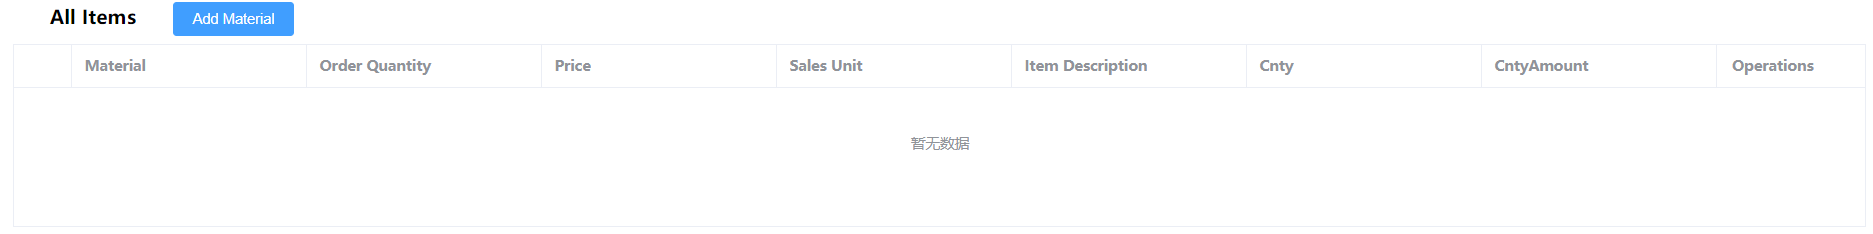 All Items
Add Material
Material
Order Quantity
Price
Sales Unit
Item Description
Cnty
CntyAmount
Operations
暂无数据